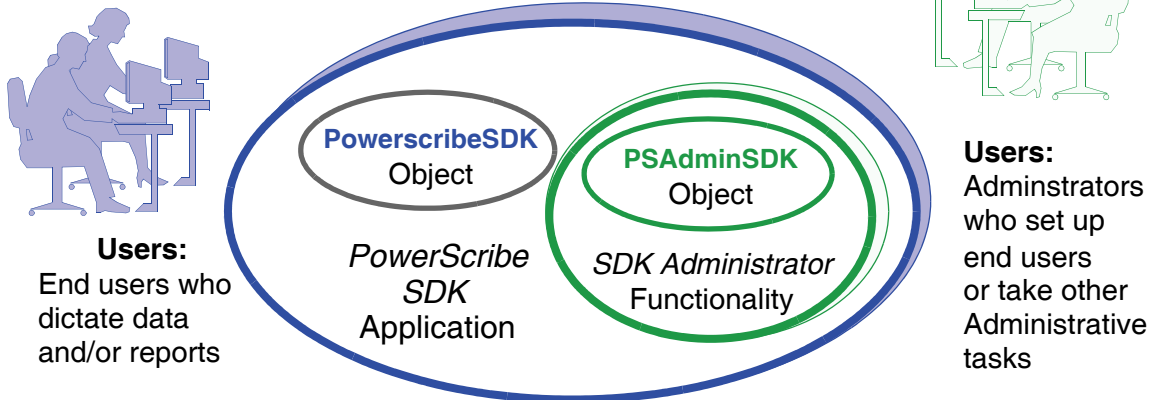 Users:
End users who
dictate data
and/or reports
PowerscribeSDK
Object
PowerScribe
SDK
Application
PSAdminSDK
Object
SDK Administrator
Functionality
Users:
Adminstrators
who set up
end users
or take other
Administrative
tasks